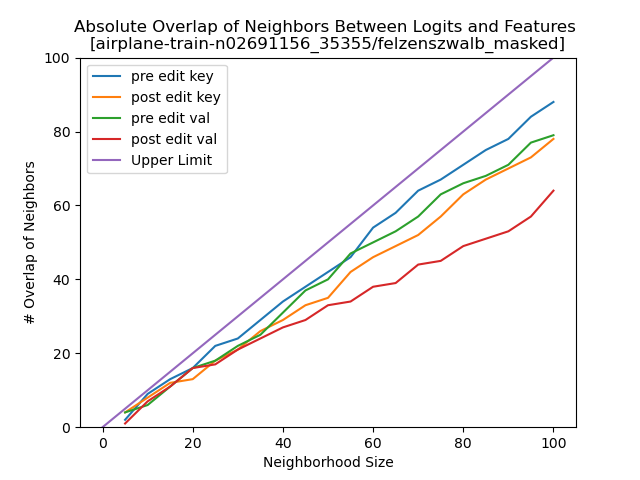 Absolute Overlap of Neighbors Between Logits and Features
[airplane-train-n02691156_35355/felzenszwalb_masked]
pre edit key
post edit key
pre edit val
post edit val
Upper Limit
# Overlap of Neighbors
100
80
60
40
20
0
0 20 40 60 80 100
Neighborhood Size